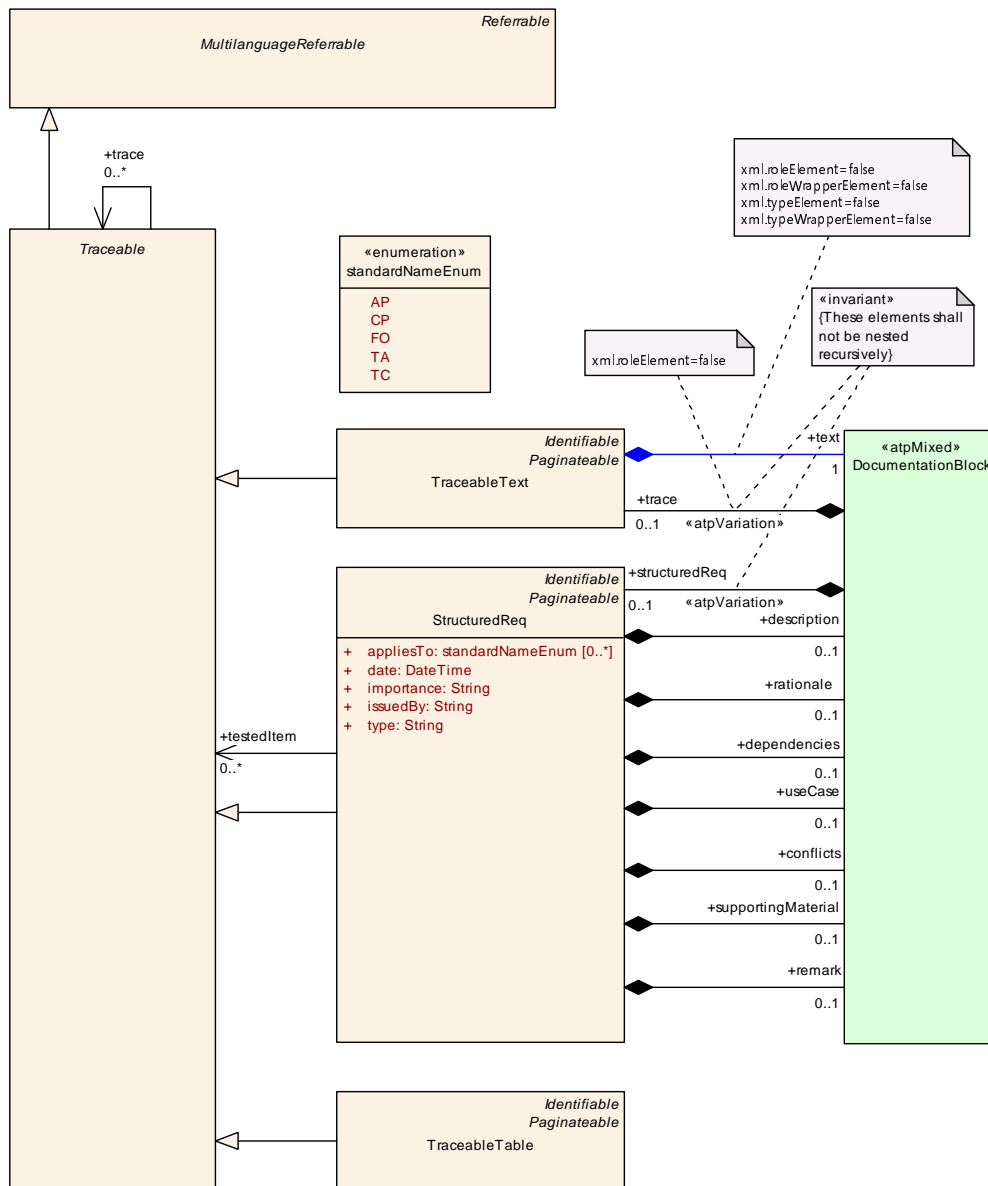 Referrable
MultilanguageReferrable
+trace
0..*
xml.roleElement=false
xml.roleWrapperElement=false
xml.typeElement=false
xml.typeWrapperElement=false
Traceable
«enumeration»
standardNameEnum
AP
CP
FO
TA
TC
«invariant»
{These elements shall
not be nested
recursively}
xml.roleElement=false
Identifiable
Paginateable
TraceableText
+text
1
«atpMixed»
DocumentationBlock
+trace
0..1
«atpVariation»
Identifiable
Paginateable
StructuredReq
+structuredReq
0..1
«atpVariation»
+ appliesTo: standardNameEnum [0..*]
+ date: DateTime
+ importance: String
+ issuedBy: String
+ type: String
+description
0..1
+rationale
0..1
+testedItem
0..*
+dependencies
0..1
+useCase
0..1
+conflicts
0..1
+supportingMaterial
0..1
+remark
0..1
Identifiable
Paginateable
TraceableTable